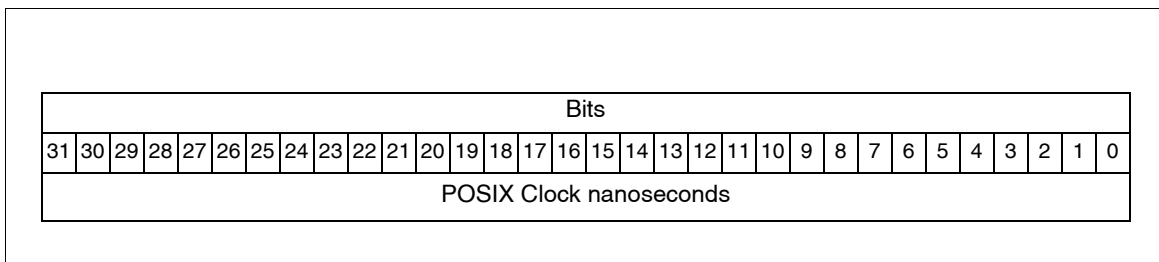 Bits
31 30 29 28 27 26 25 24 23 22 21 20 19 18 17 16 15 14 13 12 11 10 9 8 7 6 5 4 3 2 1 0
POSIX Clock nanoseconds